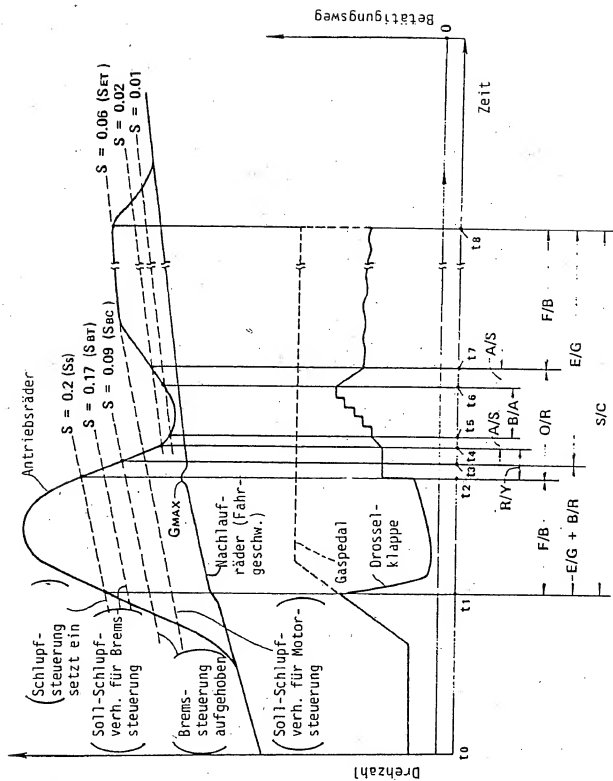 Drehzahl
Betätigungsweg
0
Zeit
Antriebsräder
(Schlupf-
steuerung
setzt ein
(Soll-Schlupf-
verh. für Brems-
steuerung)
(Brems-
steuerung
aufgehoben)
(Soll-Schlupf-
verh. für Motor-
steuerung)
S = 0.2 (SS)
S = 0.17 (SBT)
S = 0.09 (SBC)
S = 0.06 (SET)
S = 0.02
S = 0.01
GMAX
Nachlauf-
räder (Fahr-
geschw.)
Gaspedal
Drossel-
klappe
t0
t1
t2
t3
t4
t5
t6
t7
t8
F/B
R/Y
A/S
B/A
A/S
O/R
F/B
E/G + B/R
E/G
S/C